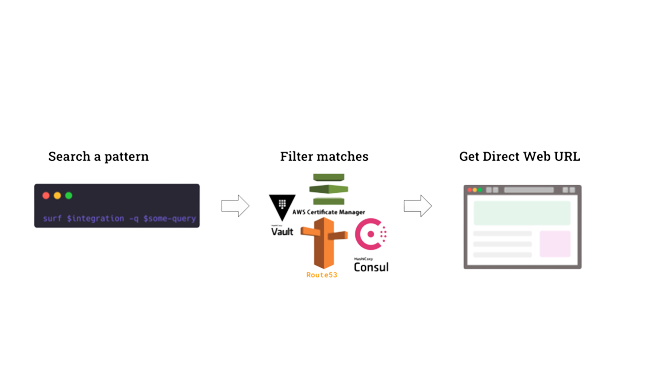 Search a pattern
Filter matches
Get Direct Web URL
surf $integration -q $some-query
AWS Certificate Manager
Vault
HashiCorp
Consul
Route53